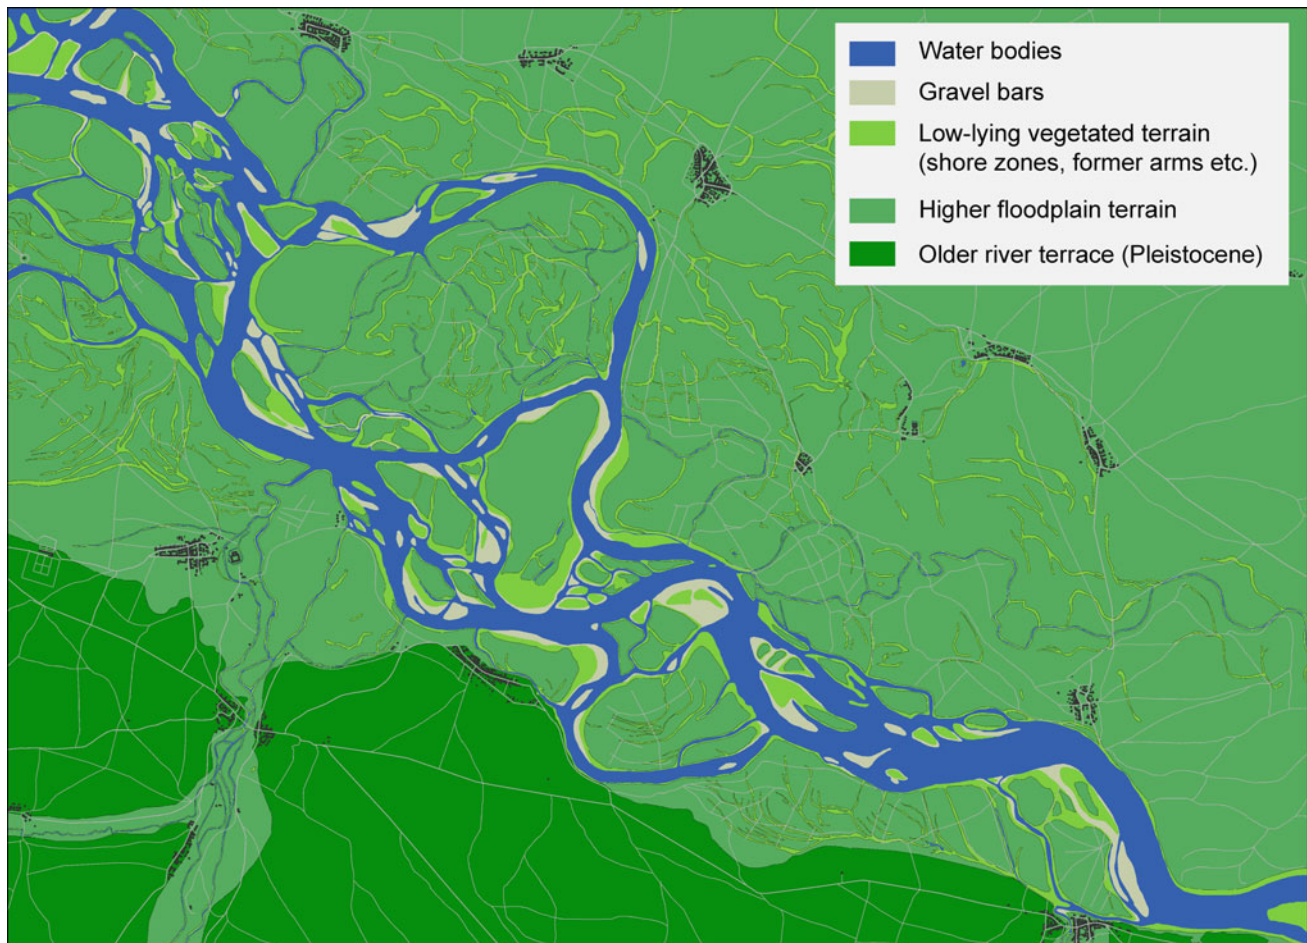 Water bodies
Gravel bars
Low-lying vegetated terrain
(shore zones, former arms etc.)
Higher floodplain terrain
Older river terrace (Pleistocene)